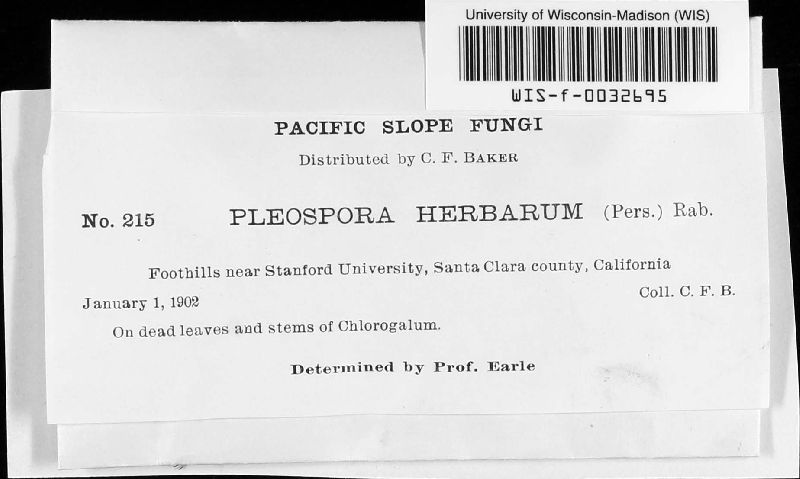 University of Wisconsin-Madison (WIS)
WIS-f-0032695
PACIFIC SLOPE FUNGI
Distributed by C. F. BAKER
No. 215 PLEOSPORA HERBARUM (Pers.) Rab.
Foothills near Stanford University, Santa Clara county, California
January 1, 1902 Coll. C. F. B.
On dead leaves and stems of Chlorogalum.
Determined by Prof. Earle